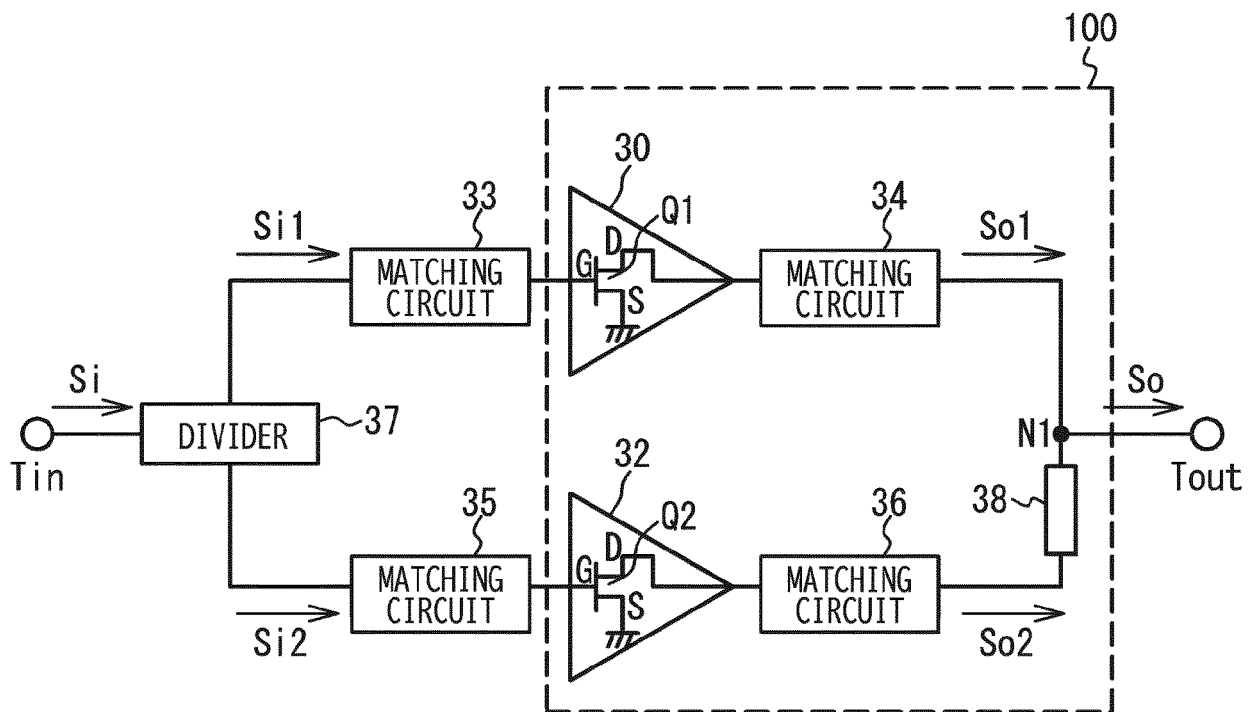 100
30
33
Q1
34
Si1
So1
D
MATCHING
CIRCUIT
G
MATCHING
CIRCUIT
S
Si
So
DIVIDER
37
N1
Tin
32
Tout
35
Q2
36
38
D
MATCHING
CIRCUIT
G
MATCHING
CIRCUIT
S
Si2
So2